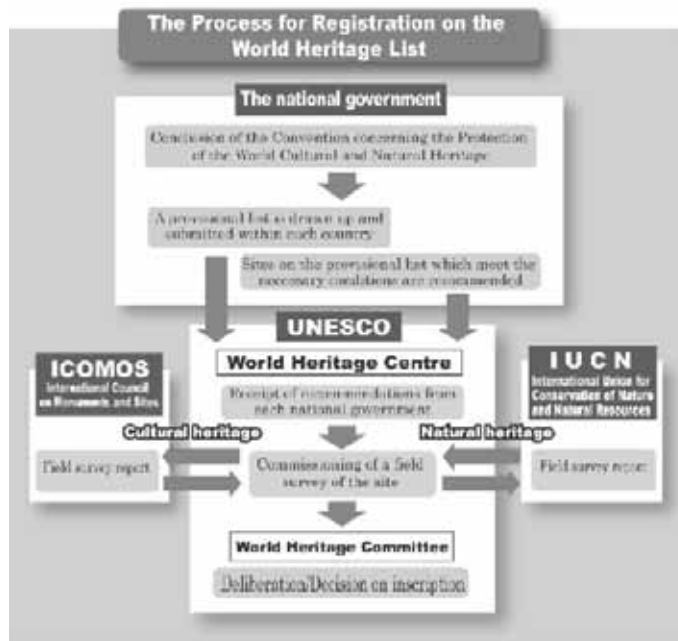 The Process for Registration on the
World Heritage List
The national government
Conclusion of the Convention concerning the Protection
of the World Cultural and Natural Heritage
A provisional list is drawn up and
submitted within each country
Sites on the provisional list which meet the
necessary conditions are recommended
UNESCO
World Heritage Centre
Receipt of recommendations from
each national government
ICOMOS
International Council
on Monuments and Sites
Cultural heritage
Field survey report
IUCN
International Union for
Conservation of Nature
and Natural Resources
Natural heritage
Field survey report
Commissioning of a field
survey of the site
World Heritage Committee
Deliberation/Decision on inscription